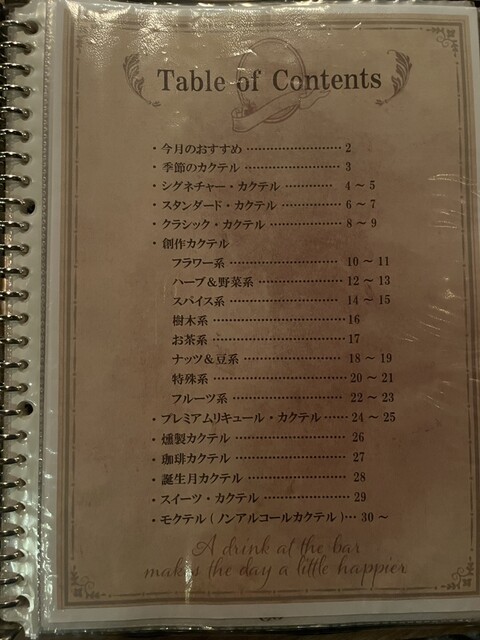 Table of Contents
・今月のおすすめ ………………… 2
・季節のカクテル ………………… 3
・シグネチャー・カクテル ………… 4 ～ 5
・スタンダード・カクテル ………… 6 ～ 7
・クラシック・カクテル …………… 8 ～ 9
・創作カクテル
フラワー系 ………………… 10 ～ 11
ハーブ＆野菜系 …………… 12 ～ 13
スパイス系 ………………… 14 ～ 15
樹木系 ……………………… 16
お茶系 ……………………… 17
ナッツ＆豆系 ……………… 18 ～ 19
特殊系 ……………………… 20 ～ 21
フルーツ系 ………………… 22 ～ 23
・プレミアムリキュール・カクテル …… 24 ～ 25
・燻製カクテル …………………… 26
・珈琲カクテル …………………… 27
・誕生月カクテル ………………… 28
・スイーツ・カクテル ……………… 29
・モクテル ( ノンアルコールカクテル )… 30 ～
A drink at the bar
makes the day a little happier